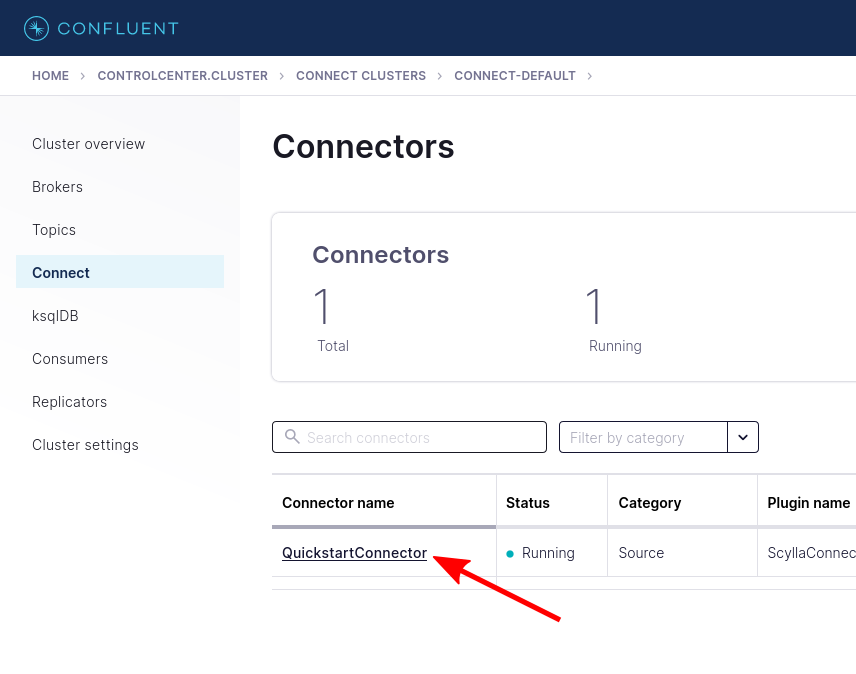 CONFLUENT
HOME > CONTROLCENTER.CLUSTER > CONNECT CLUSTERS > CONNECT-DEFAULT >
Cluster overview
Brokers
Topics
Connect
ksqlDB
Consumers
Replicators
Cluster settings
Connectors
Connectors
1 1
Total Running
Search connectors Filter by category
Connector name Status Category Plugin name
QuickstartConnector Running Source ScyllaConnec